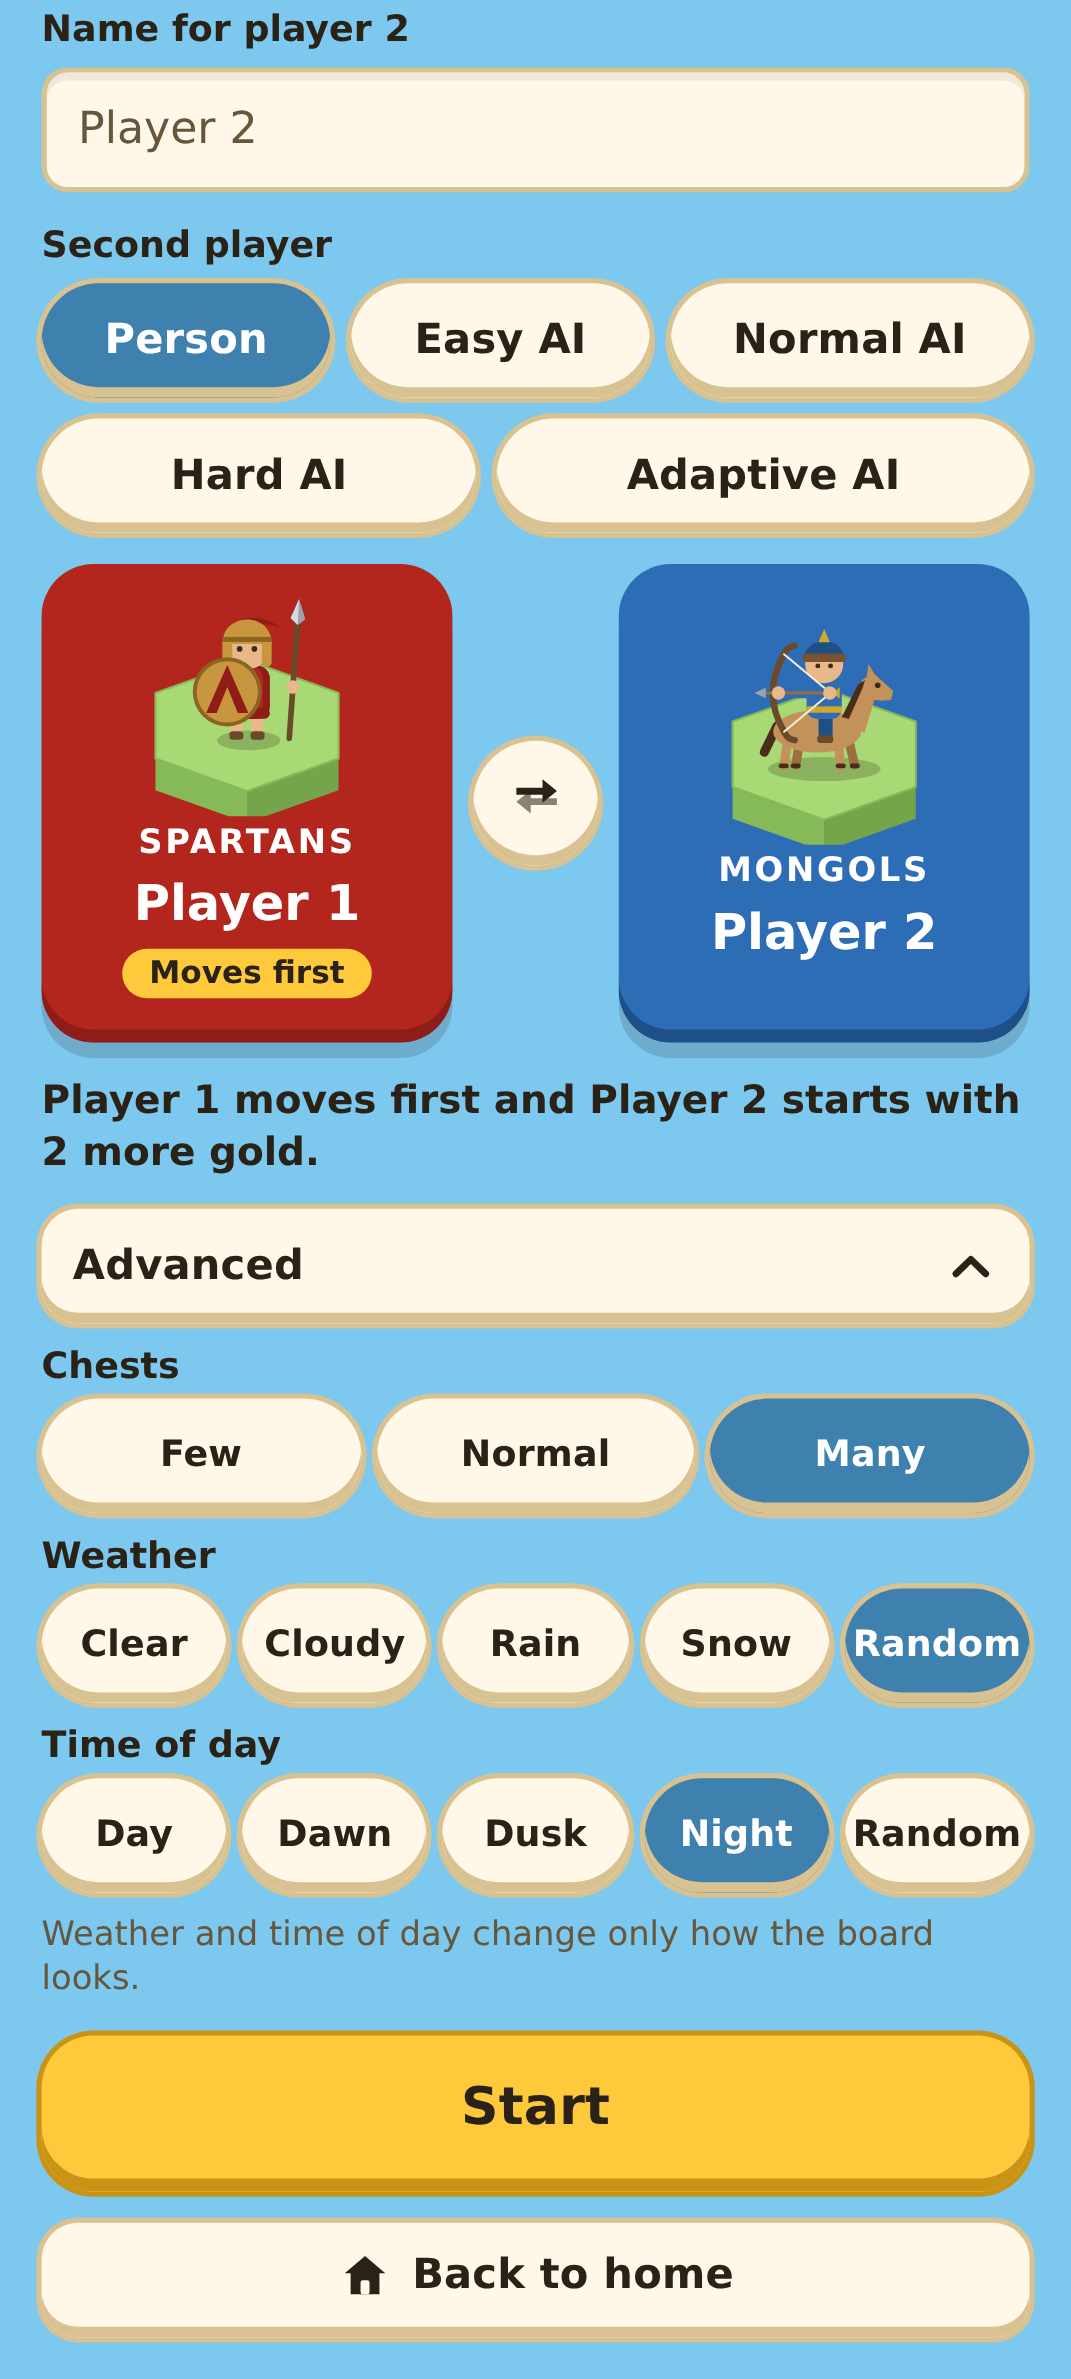 Name for player 2
Player 2
Second player
Person
Easy AI
Normal AI
Hard AI
Adaptive AI
SPARTANS
Player 1
Moves first
MONGOLS
Player 2
Player 1 moves first and Player 2 starts with
2 more gold.
Advanced
Chests
Few
Normal
Many
Weather
Clear
Cloudy
Rain
Snow
Random
Time of day
Day
Dawn
Dusk
Night
Random
Weather and time of day change only how the board
looks.
Start
Back to home